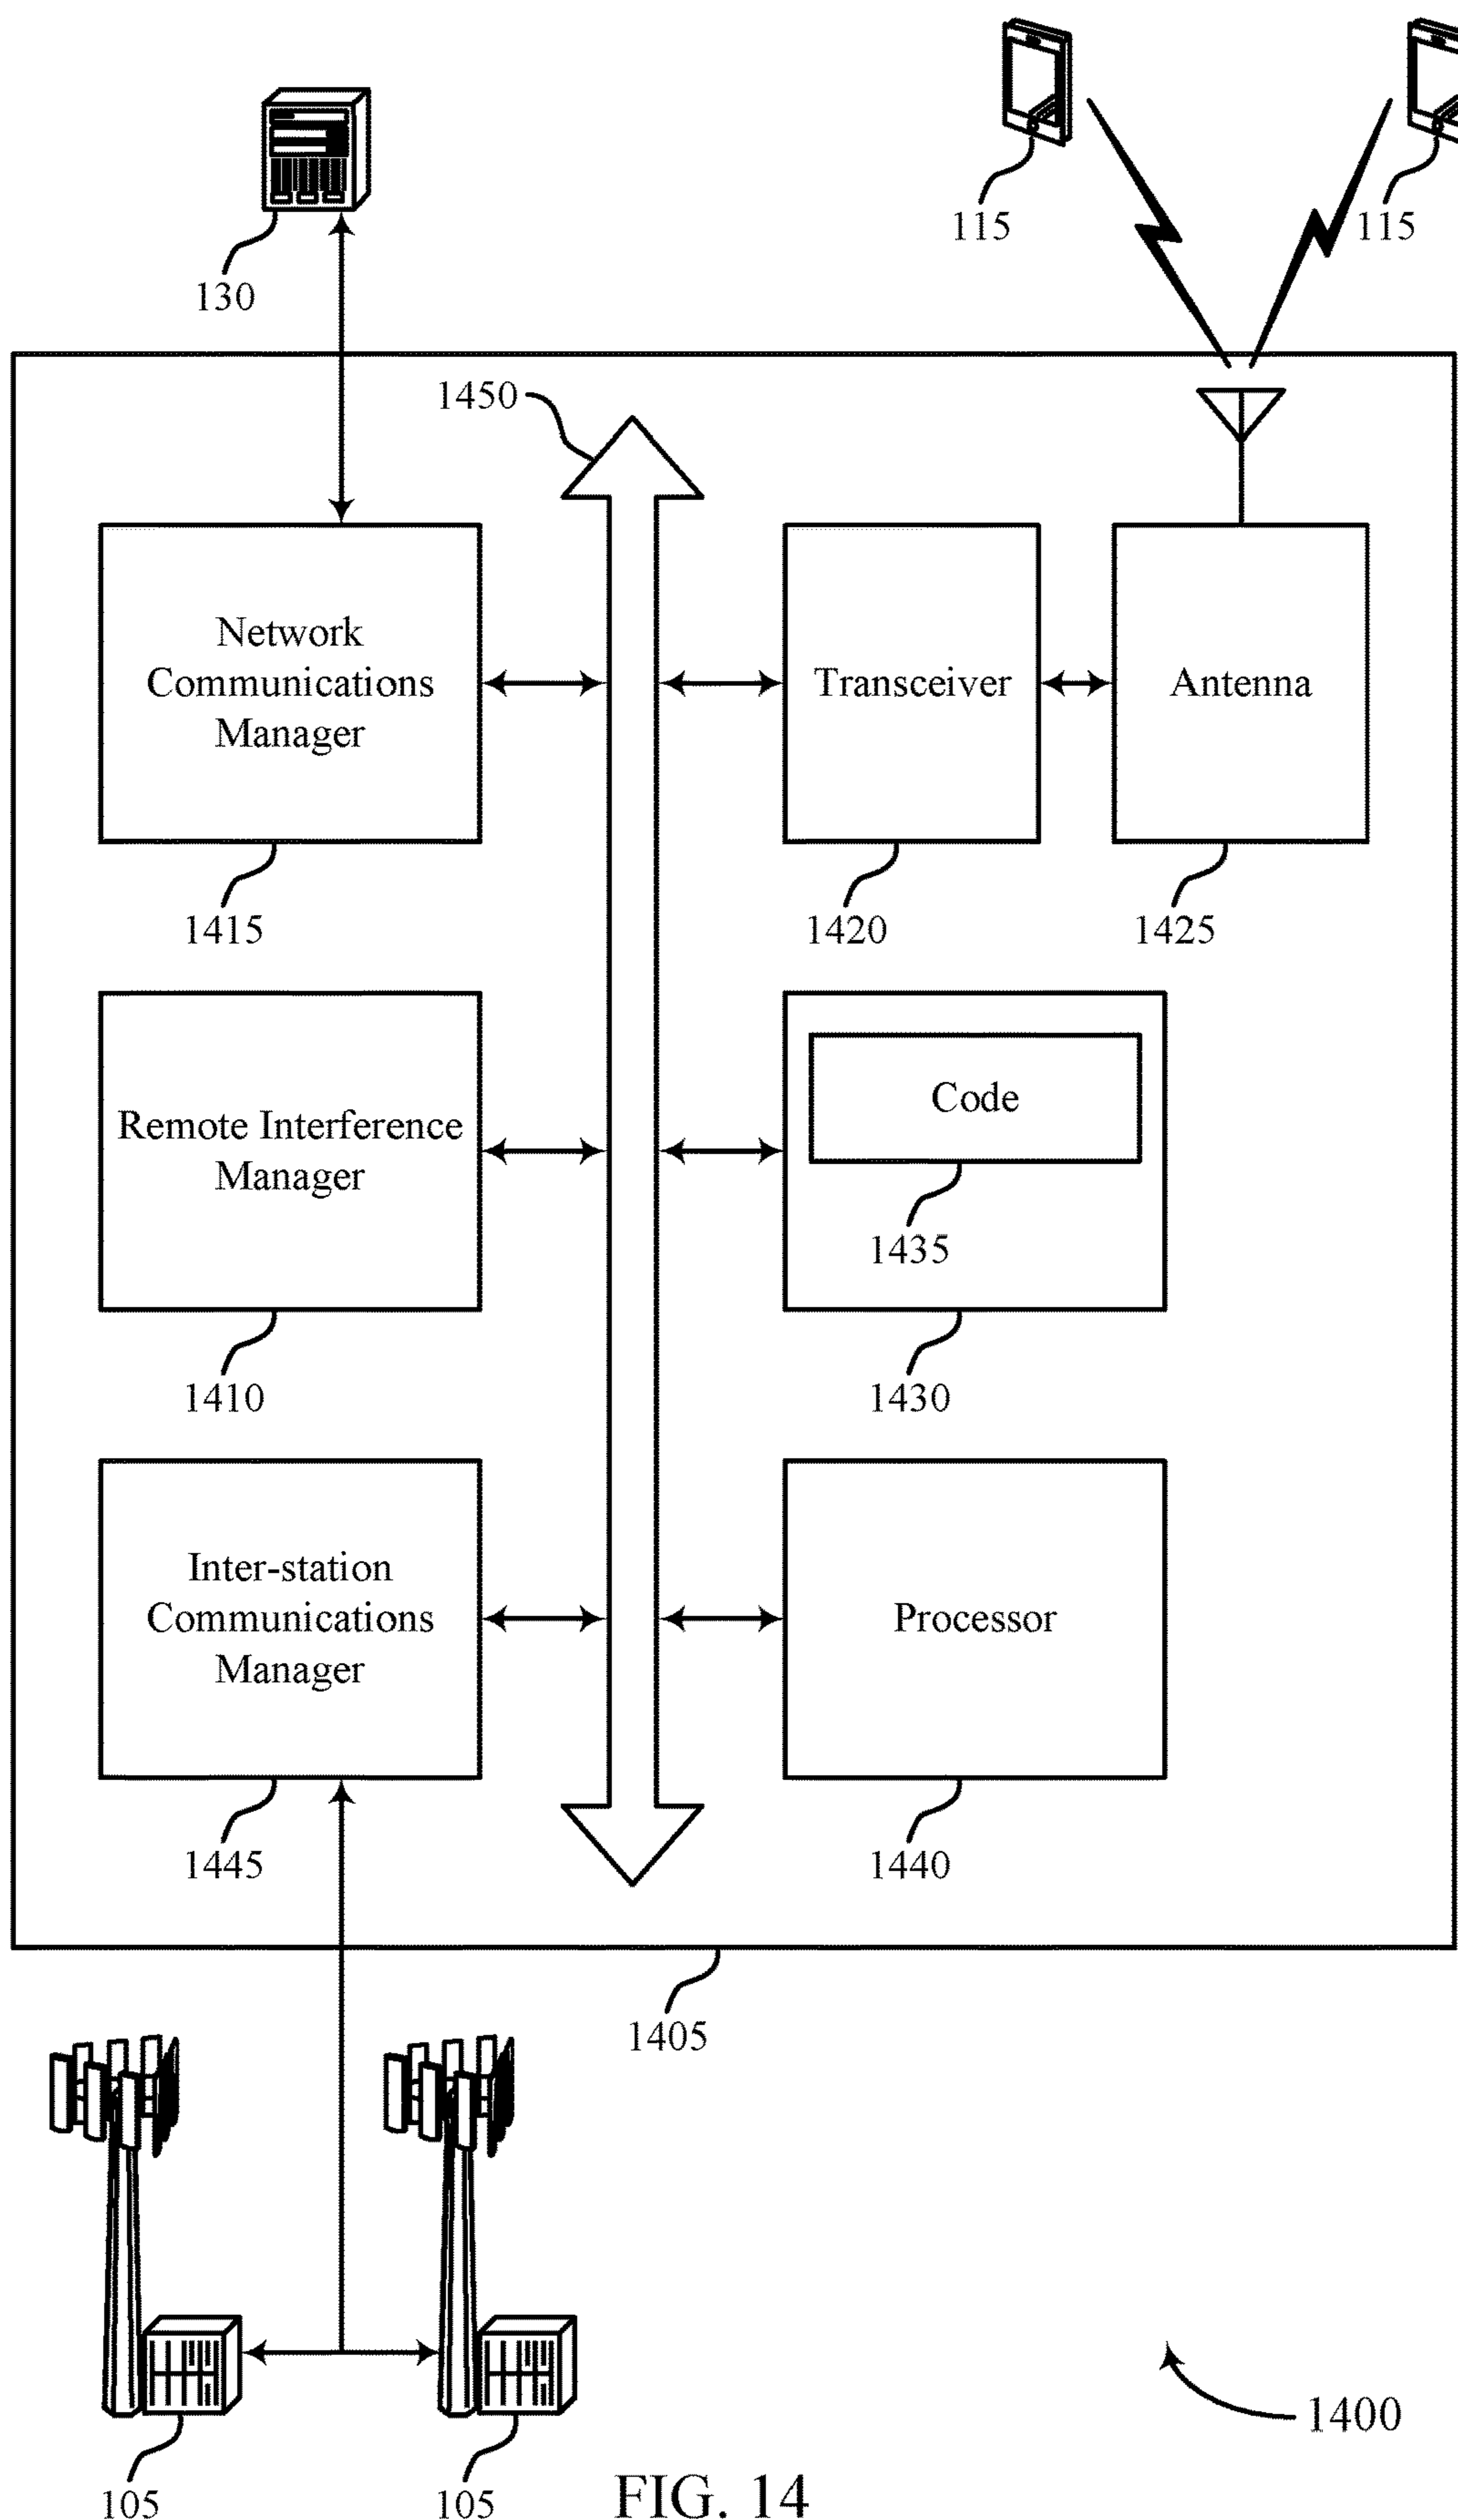 115
115
130
1450
Network
Communications
Manager
Transceiver
Antenna
1415
1420
1425
Remote Interference
Manager
Code
1435
1410
1430
Inter-station
Communications
Manager
Processor
1445
1440
1405
1400
105
105
FIG. 14